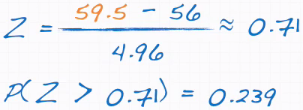 Z = 59.5 - 56 / 4.96 ≈ 0.71
P(Z > 0.71) = 0.239